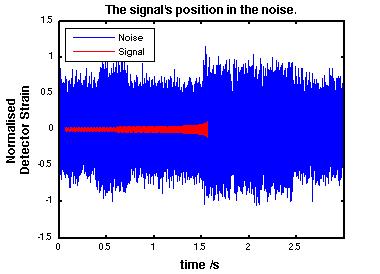 The signal's position in the noise.
1.5
Noise
Signal
1
0.5
0
-0.5
-1
-1.5
Normalised
Detector Strain
0 0.5 1 1.5 2 2.5
time /s